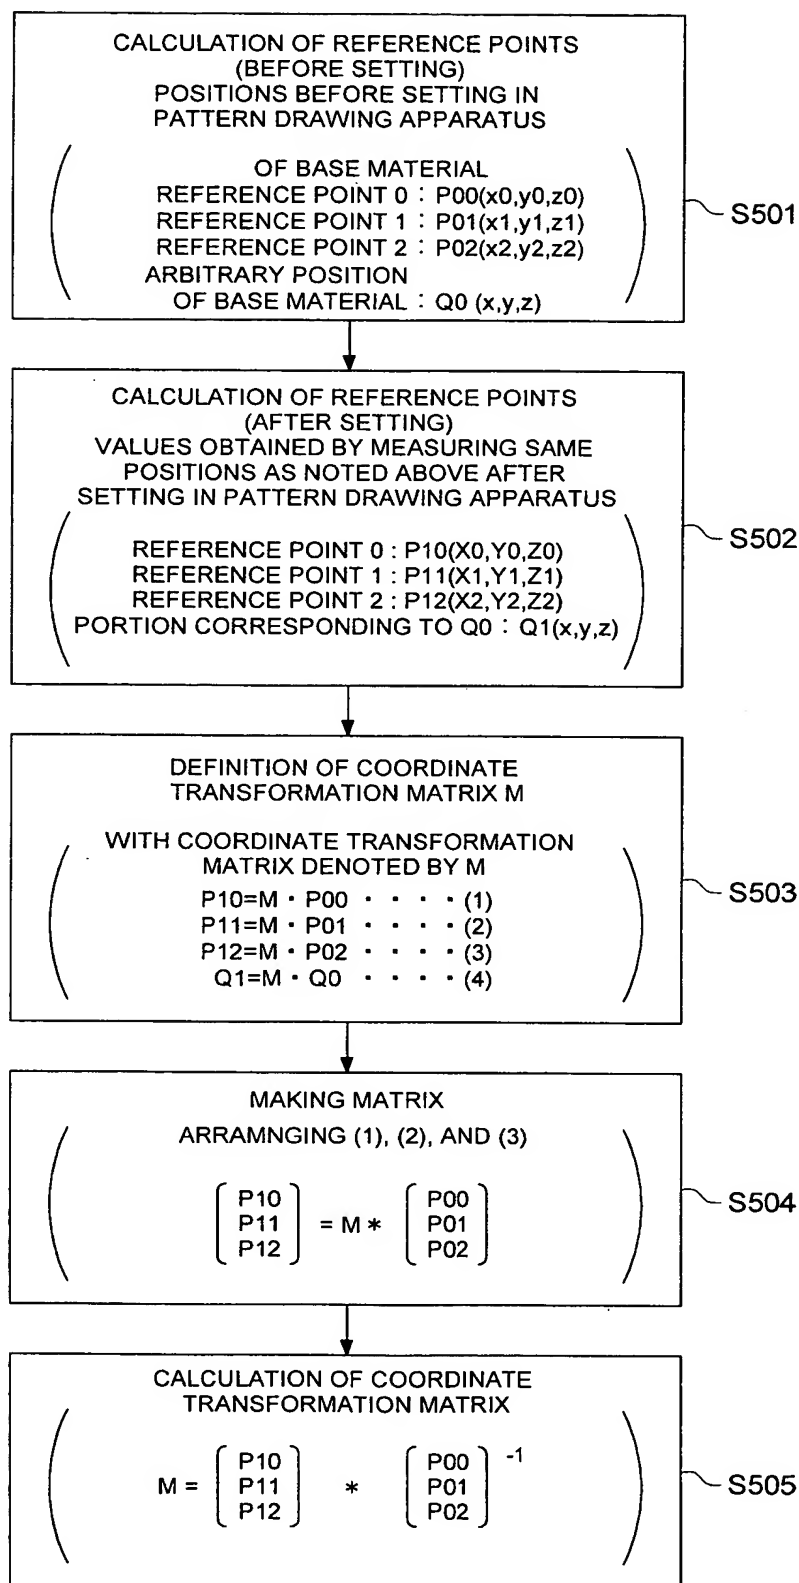 CALCULATION OF REFERENCE POINTS
(BEFORE SETTING)
POSITIONS BEFORE SETTING IN
PATTERN DRAWING APPARATUS
OF BASE MATERIAL
REFERENCE POINT 0 : P00(x0,y0,z0)
REFERENCE POINT 1 : P01(x1,y1,z1)
REFERENCE POINT 2 : P02(x2,y2,z2)
ARBITRARY POSITION
OF BASE MATERIAL : Q0 (x,y,z)
S501
CALCULATION OF REFERENCE POINTS
(AFTER SETTING)
VALUES OBTAINED BY MEASURING SAME
POSITIONS AS NOTED ABOVE AFTER
SETTING IN PATTERN DRAWING APPARATUS
REFERENCE POINT 0 : P10(X0,Y0,Z0)
REFERENCE POINT 1 : P11(X1,Y1,Z1)
REFERENCE POINT 2 : P12(X2,Y2,Z2)
PORTION CORRESPONDING TO Q0 : Q1(x,y,z)
S502
DEFINITION OF COORDINATE
TRANSFORMATION MATRIX M
WITH COORDINATE TRANSFORMATION
MATRIX DENOTED BY M
P10=M・P00 ・・・・(1)
P11=M・P01 ・・・・(2)
P12=M・P02 ・・・・(3)
Q1=M・Q0 ・・・・(4)
S503
MAKING MATRIX
ARRAMNGING (1), (2), AND (3)
P10 P00
P11 = M * P01
P12 P02
S504
CALCULATION OF COORDINATE
TRANSFORMATION MATRIX
P10 P00 -1
M = P11 * P01
P12 P02
S505